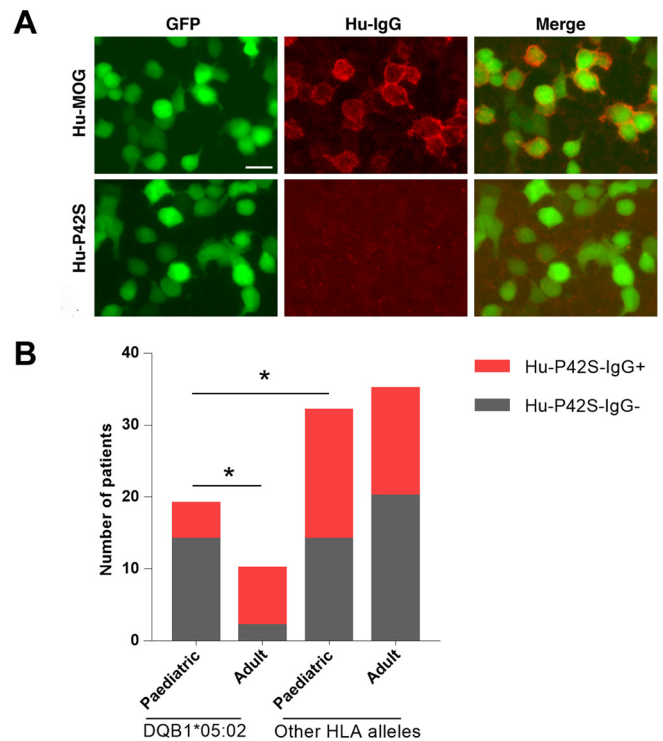 A
GFP
Hu-IgG
Merge
Hu-MOG
Hu-P42S
B
Number of patients
40
30
20
10
0
*
*
Hu-P42S-IgG+
Hu-P42S-IgG-
Paediatric
Adult
Paediatric
Adult
DQB1*05:02
Other HLA alleles